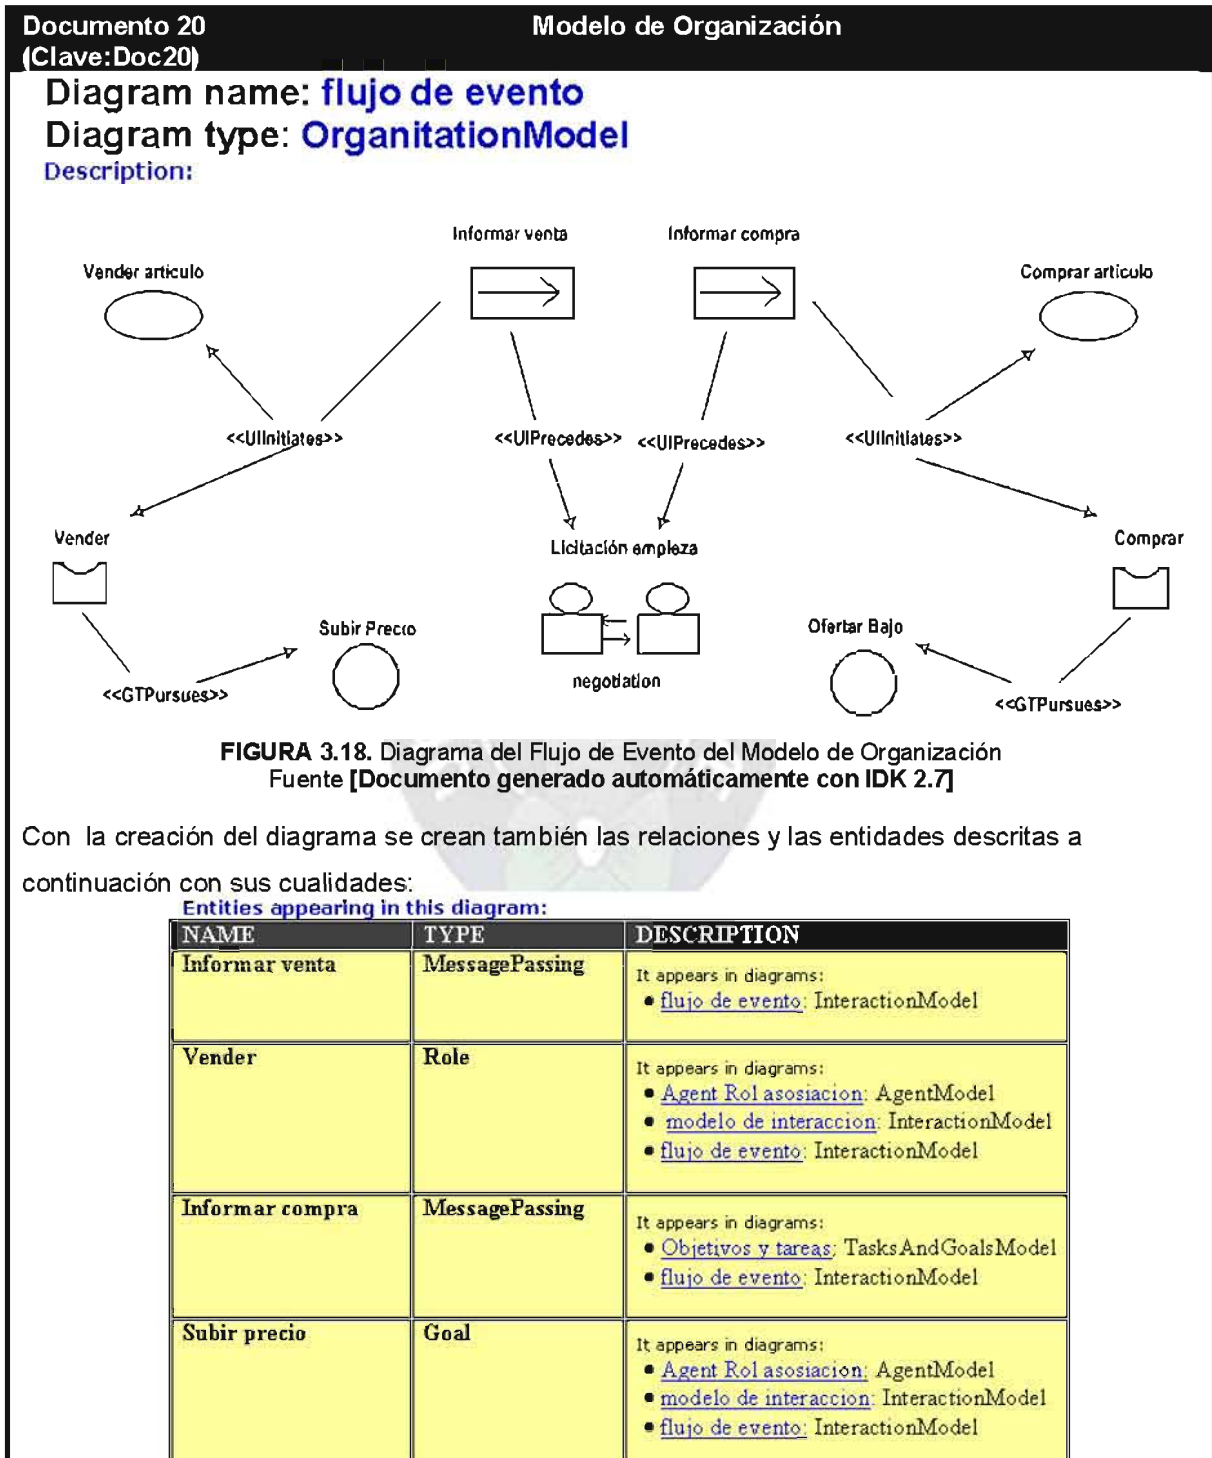 Documento 20 Modelo de Organización
(Clave:Doc20)
Diagram name: flujo de evento
Diagram type: OrganitationModel
Description:
Informar venta Informar compra
Vender articulo Comprar articulo
<<UIInitiates>> <<UIPrecedes>> <<UIPrecedes>> <<UIInitiates>>
Vender Licitación empieza Comprar
Subir Precio Ofertar Bajo
negotiation
<<GTPursues>> <<GTPursues>>
FIGURA 3.18. Diagrama del Flujo de Evento del Modelo de Organización
Fuente [Documento generado automáticamente con IDK 2.7]
Con la creación del diagrama se crean también las relaciones y las entidades descritas a
continuación con sus cualidades:
Entities appearing in this diagram:
NAME TYPE DESCRIPTION
Informar venta MessagePassing It appears in diagrams:
• flujo de evento: InteractionModel
Vender Role It appears in diagrams:
• Agent Rol asosiacion: AgentModel
• modelo de interaccion: InteractionModel
• flujo de evento: InteractionModel
Informar compra MessagePassing It appears in diagrams:
• Objetivos y tareas: TasksAndGoalsModel
• flujo de evento: InteractionModel
Subir precio Goal It appears in diagrams:
• Agent Rol asosiacion: AgentModel
• modelo de interaccion: InteractionModel
• flujo de evento: InteractionModel